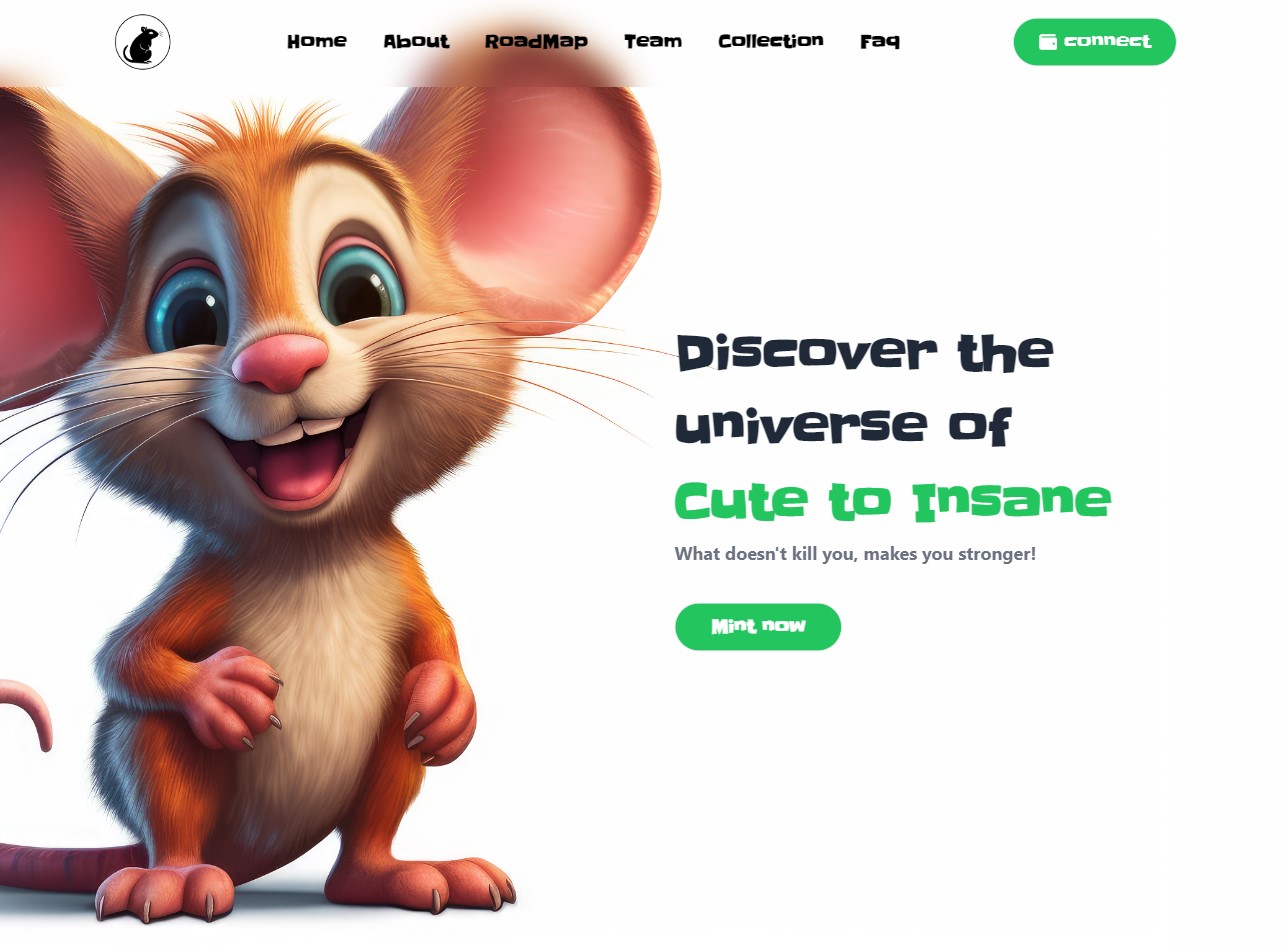 Home About RoadMap Team Collection Faq connect
Discover the
universe of
Cute to Insane
What doesn't kill you, makes you stronger!
Mint now